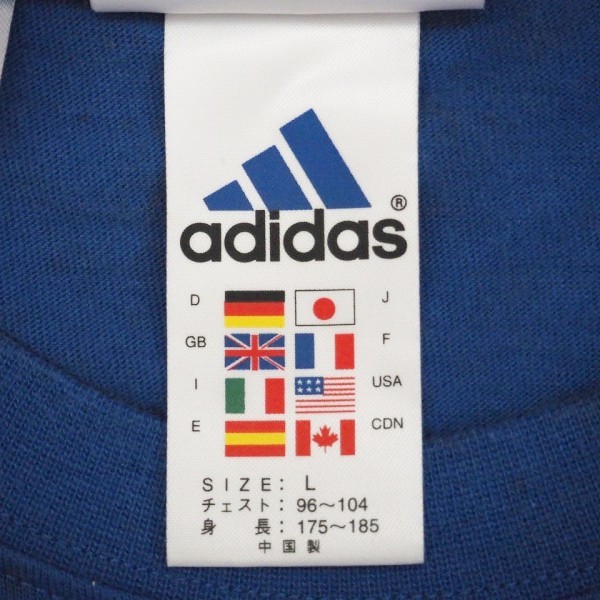 adidas®
D J
GB F
I USA
E CDN
SIZE: L
チェスト: 96～104
身 長: 175～185
中国製